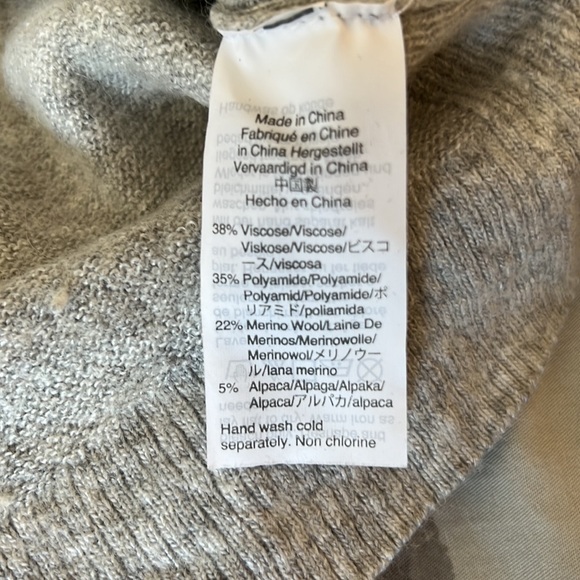 Made in China
Fabriqué en Chine
in China Hergestellt
Vervaardigd in China
中国製
Hecho en China
38% Viscose/Viscose/
Viskose/Viscose/ビスコ
ース/viscosa
35% Polyamide/Polyamide/
Polyamid/Polyamide/ポ
リアミド/poliamida
22% Merino Wool/Laine De
Merinos/Merinowolle/
Merinowol/メリノウー
ル/lana merino
5% Alpaca/Alpaga/Alpaka/
Alpaca/アルパカ/alpaca
Hand wash cold
separately. Non chlorine